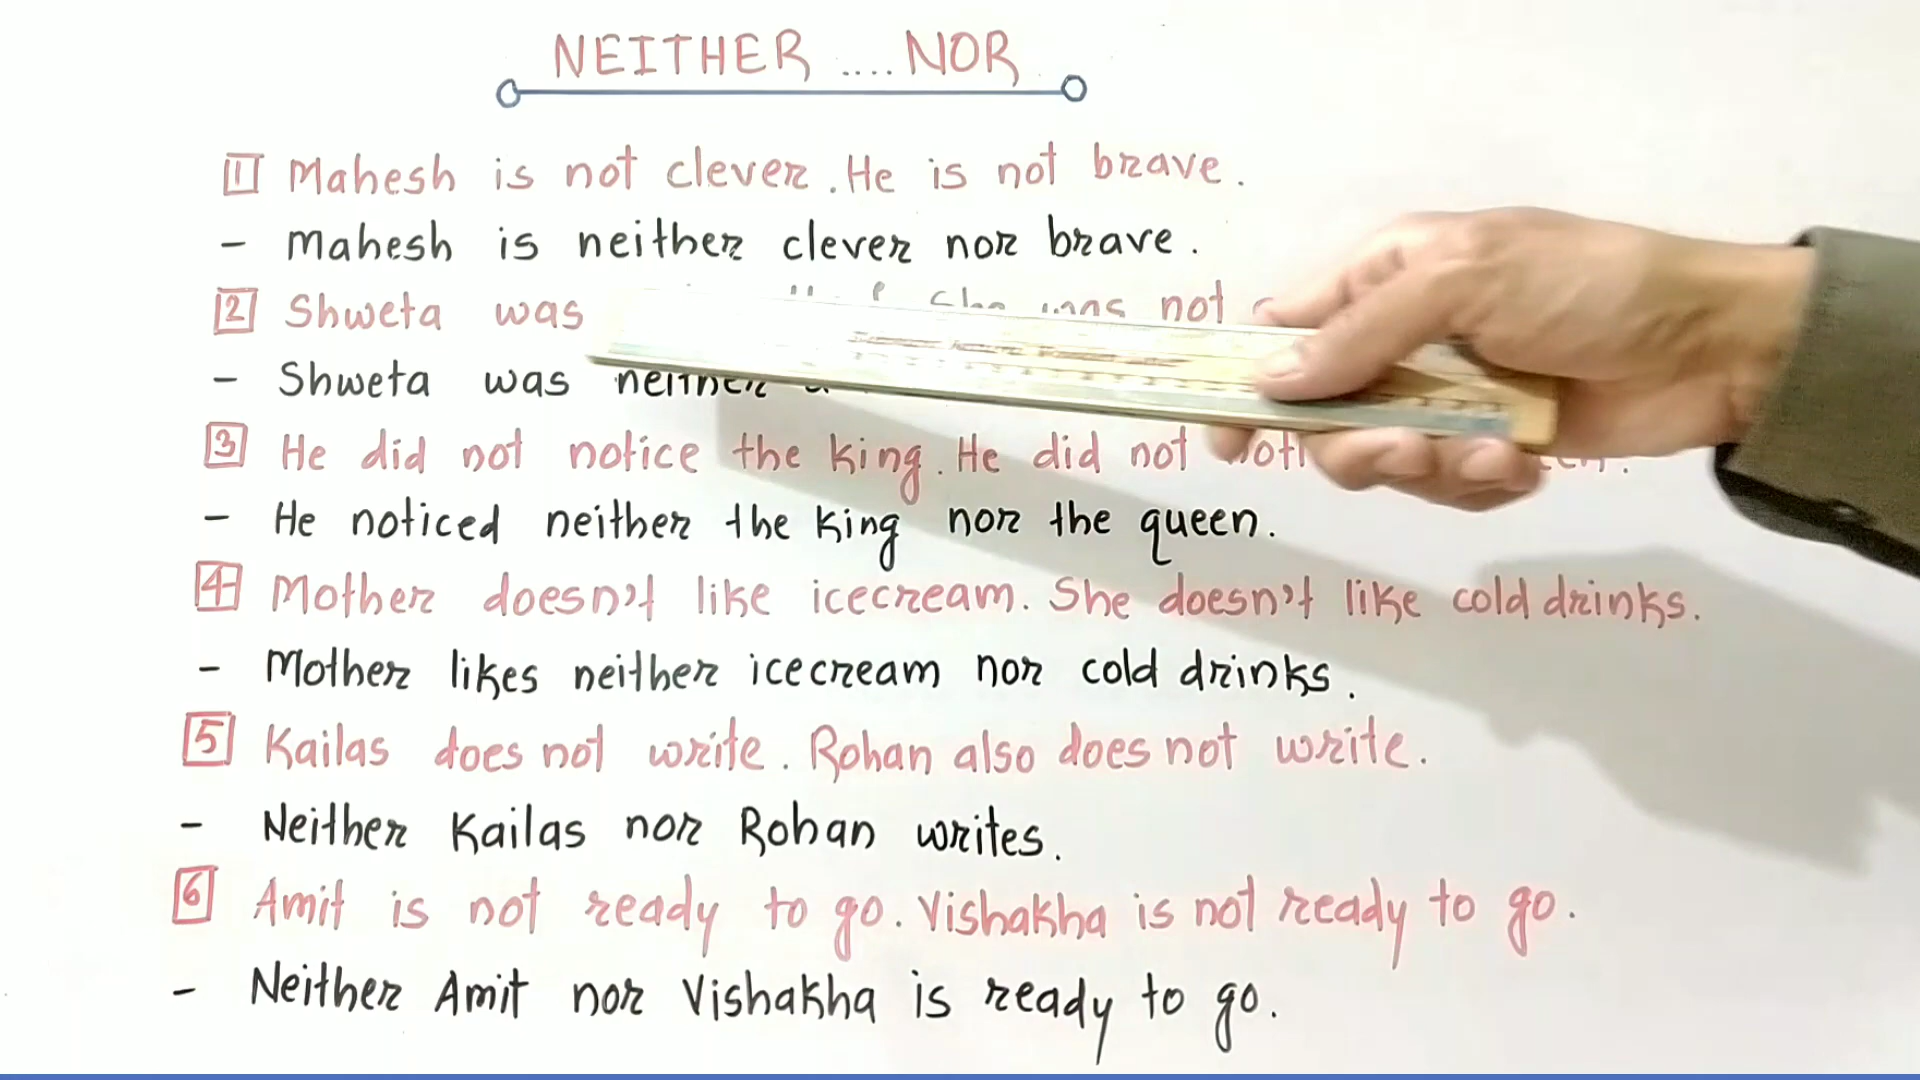 NEITHER .... NOR
1 Mahesh is not clever. He is not brave.
- Mahesh is neither clever nor brave.
2 Shweta was not
- Shweta was neither
3 He did not notice the king. He did not
- He noticed neither the king nor the queen.
4 Mother doesn't like icecream. She doesn't like cold drinks.
- Mother likes neither icecream nor cold drinks.
5 Kailas does not write. Rohan also does not write.
- Neither Kailas nor Rohan writes.
6 Amit is not ready to go. Vishakha is not ready to go.
- Neither Amit nor Vishakha is ready to go.